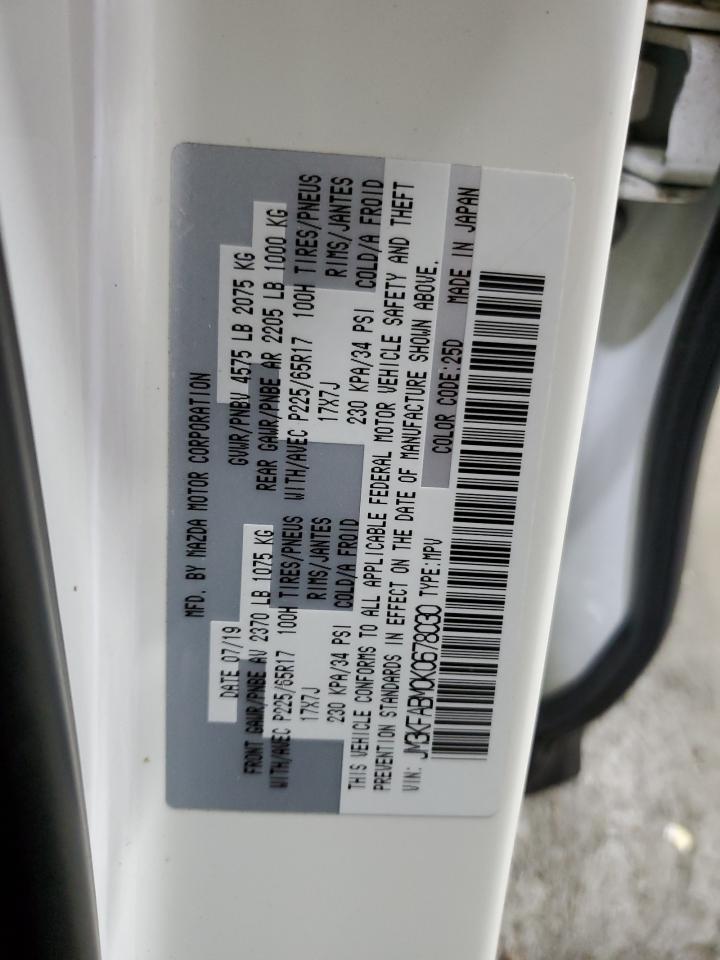 MFD. BY MAZDA MOTOR CORPORATION
DATE 07/19 GVWR/PNBV 4575 LB 2075 KG
FRONT GAWR/PNBE AV 2370 LB 1075 KG REAR GAWR/PNBE AR 2205 LB 1000 KG
WITH/AVEC P225/65R17 100H TIRES/PNEUS WITH/AVEC P225/65R17 100H TIRES/PNEUS
17X7J RIMS/JANTES 17X7J RIMS/JANTES
230 KPA/34 PSI COLD/A FROID 230 KPA/34 PSI COLD/A FROID
THIS VEHICLE CONFORMS TO ALL APPLICABLE FEDERAL MOTOR VEHICLE SAFETY AND THEFT
PREVENTION STANDARDS IN EFFECT ON THE DATE OF MANUFACTURE SHOWN ABOVE.
VIN: JM3KFABM0K0678030 TYPE:MPV COLOR CODE:25D MADE IN JAPAN